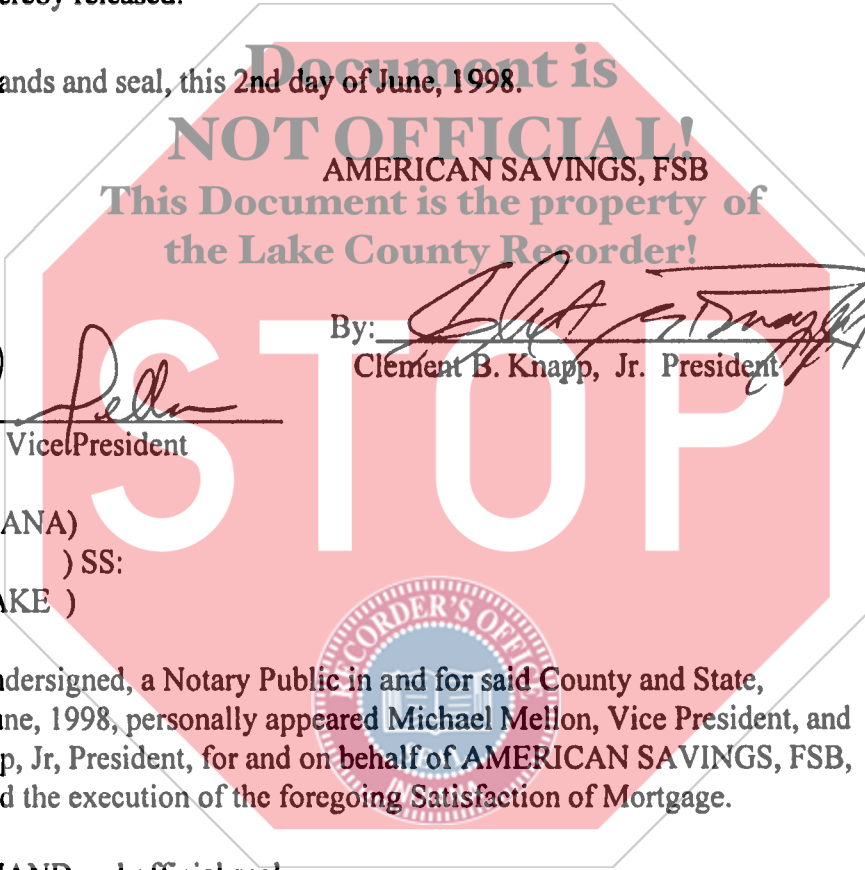 ereby released.
ands and seal, this 2nd day of June, 1998.
Document is
NOT OFFICIAL!
AMERICAN SAVINGS, FSB
This Document is the property of
the Lake County Recorder!
By:
Clement B. Knapp, Jr. President
Vice President
STOP
ANA)
) SS:
AKE )
RECORDER'S OFFICE
ndersigned, a Notary Public in and for said County and State,
une, 1998, personally appeared Michael Mellon, Vice President, and
p, Jr, President, for and on behalf of AMERICAN SAVINGS, FSB,
d the execution of the foregoing Satisfaction of Mortgage.